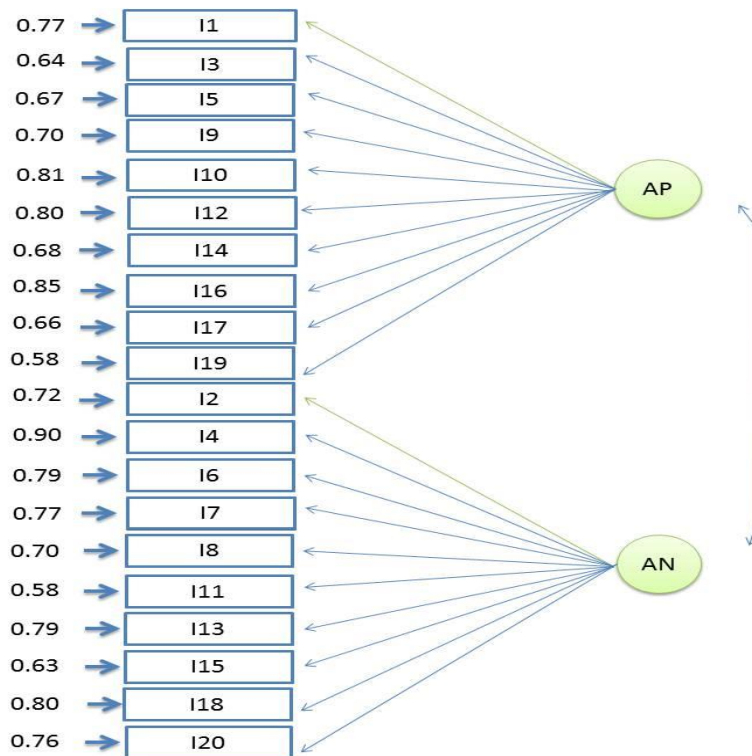 0.77 I1
0.64 I3
0.67 I5
0.70 I9
0.81 I10
0.80 I12
0.68 I14
0.85 I16
0.66 I17
0.58 I19
0.72 I2
0.90 I4
0.79 I6
0.77 I7
0.70 I8
0.58 I11
0.79 I13
0.63 I15
0.80 I18
0.76 I20
AP
AN